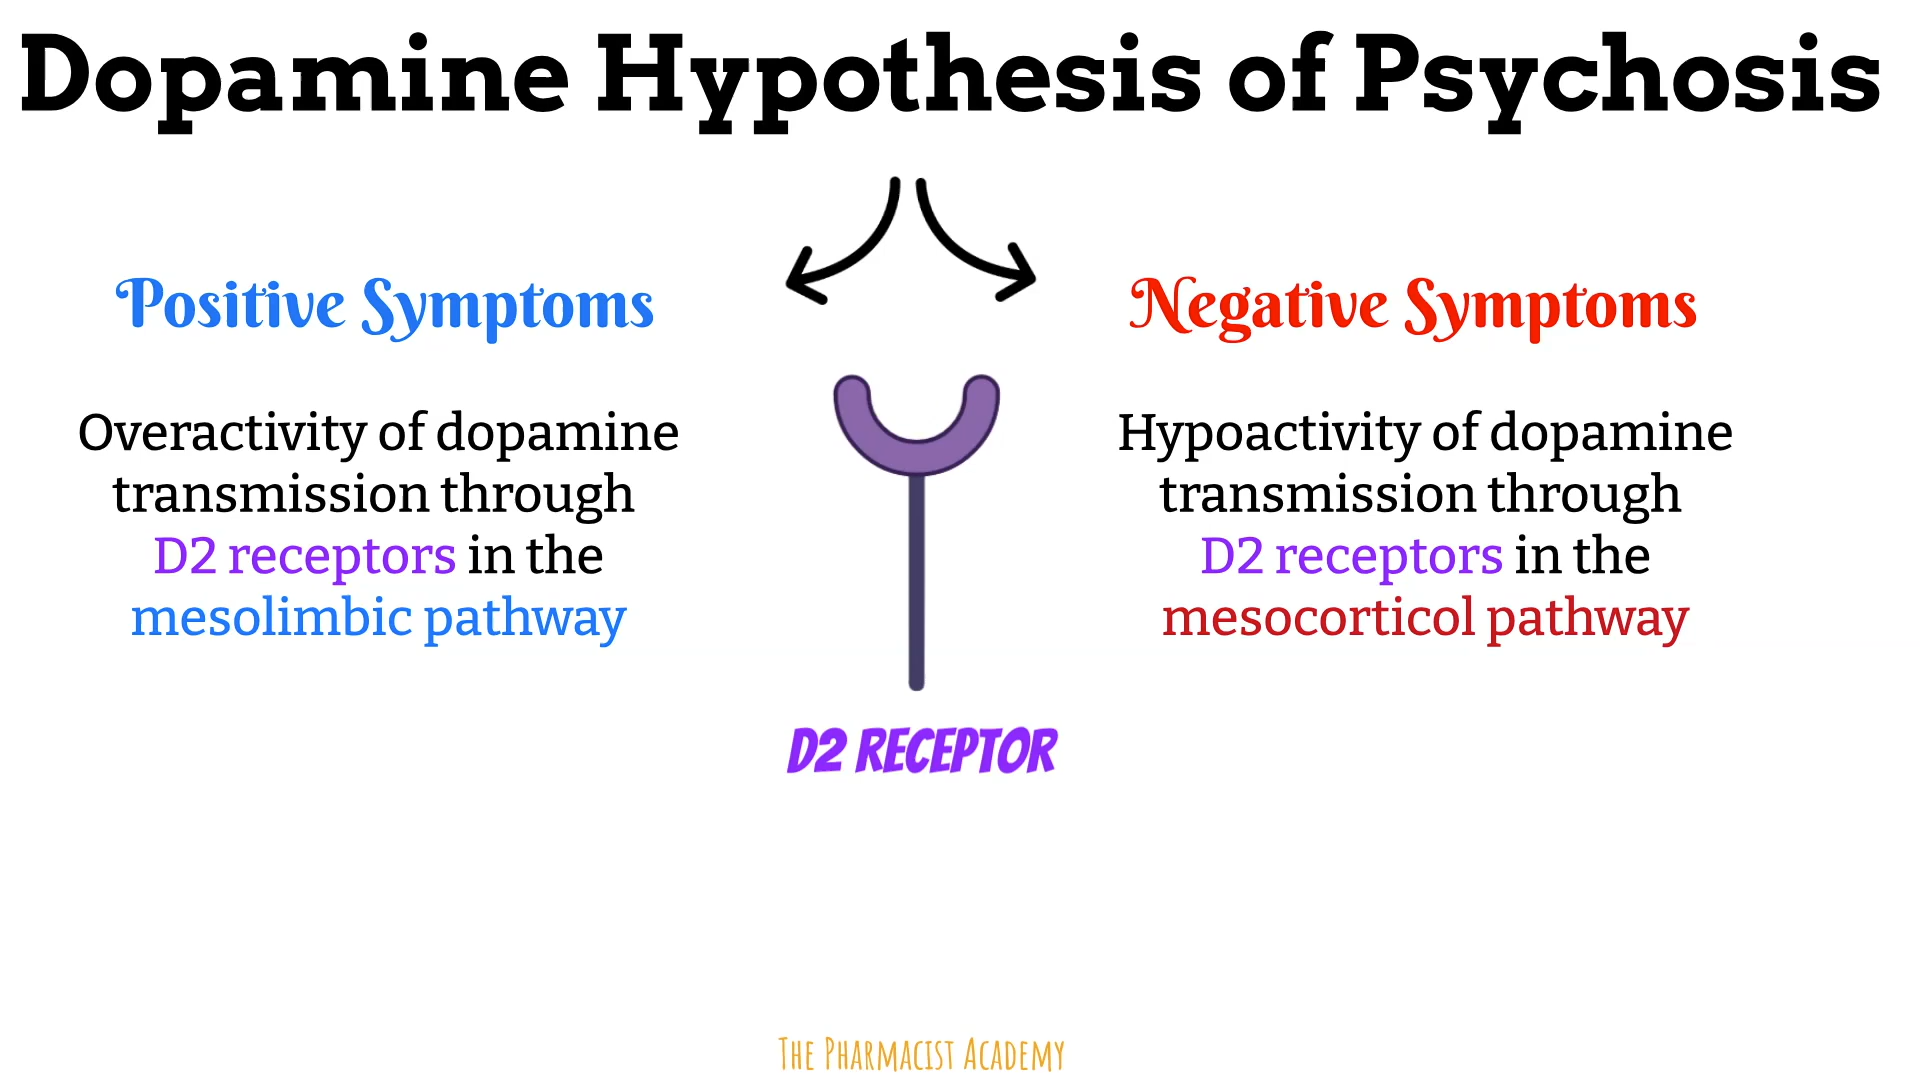 Dopamine Hypothesis of Psychosis
Positive Symptoms
Overactivity of dopamine
transmission through
D2 receptors in the
mesolimbic pathway
Negative Symptoms
Hypoactivity of dopamine
transmission through
D2 receptors in the
mesocorticol pathway
D2 RECEPTOR
The Pharmacist Academy